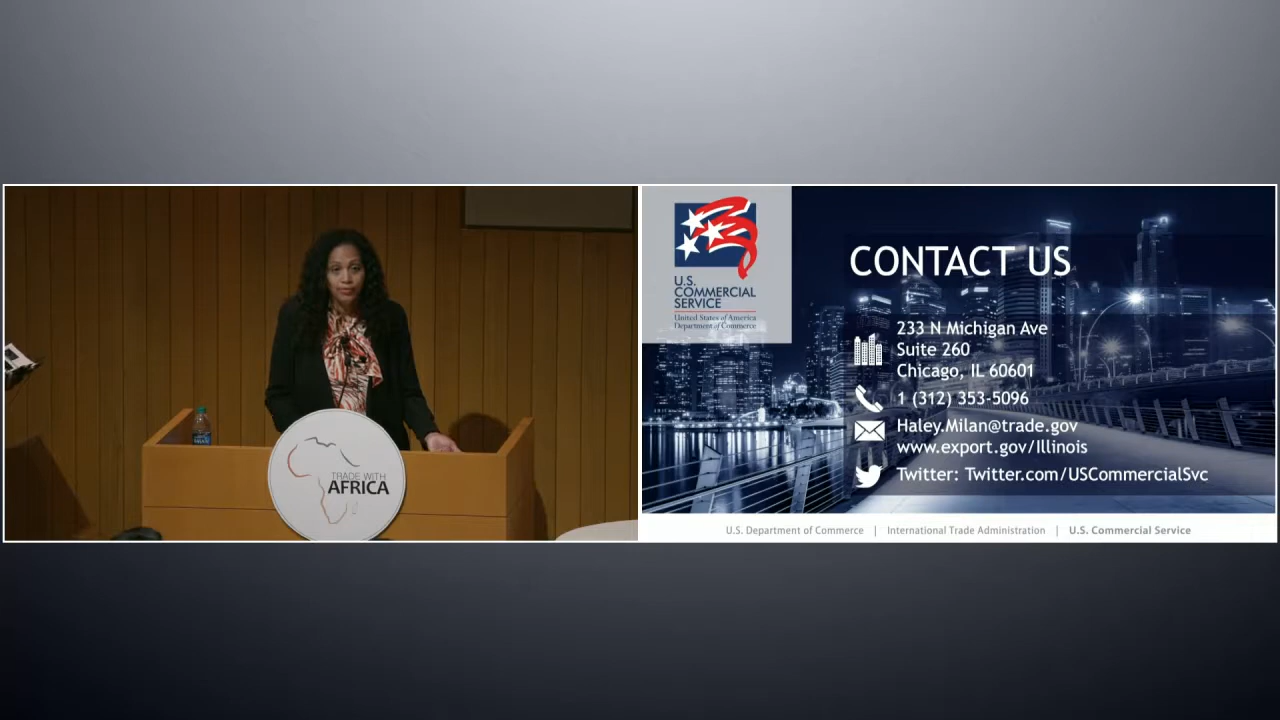 TRADE WITH
AFRICA
U.S.
COMMERCIAL
SERVICE
United States of America
Department of Commerce
CONTACT US
233 N Michigan Ave
Suite 260
Chicago, IL 60601
1 (312) 353-5096
Haley.Milan@trade.gov
www.export.gov/Illinois
Twitter: Twitter.com/USCommercialSvc
U.S. Department of Commerce | International Trade Administration | U.S. Commercial Service